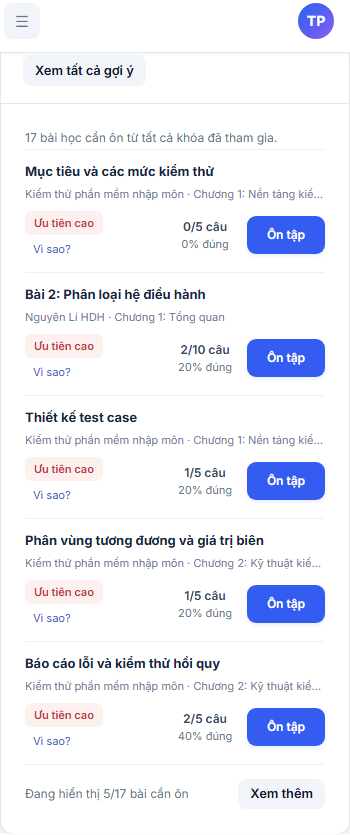 TP
Xem tất cả gợi ý
17 bài học cần ôn từ tất cả khóa đã tham gia.
Mục tiêu và các mức kiểm thử
Kiểm thử phần mềm nhập môn · Chương 1: Nền tảng kiể...
Ưu tiên cao
0/5 câu
0% đúng
Ôn tập
Vì sao?
Bài 2: Phân loại hệ điều hành
Nguyên Lí HDH · Chương 1: Tổng quan
Ưu tiên cao
2/10 câu
20% đúng
Ôn tập
Vì sao?
Thiết kế test case
Kiểm thử phần mềm nhập môn · Chương 1: Nền tảng kiể...
Ưu tiên cao
1/5 câu
20% đúng
Ôn tập
Vì sao?
Phân vùng tương đương và giá trị biên
Kiểm thử phần mềm nhập môn · Chương 2: Kỹ thuật kiể...
Ưu tiên cao
1/5 câu
20% đúng
Ôn tập
Vì sao?
Báo cáo lỗi và kiểm thử hồi quy
Kiểm thử phần mềm nhập môn · Chương 2: Kỹ thuật kiể...
Ưu tiên cao
2/5 câu
40% đúng
Ôn tập
Vì sao?
Đang hiển thị 5/17 bài cần ôn
Xem thêm